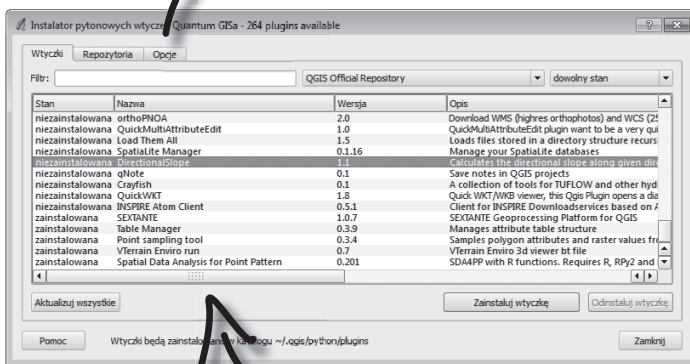 Instalator pytonowych wtyczek Quantum GISa - 264 plugins available
Wtyczki Repozytoria Opcje
Filtr: QGIS Official Repository dowolny stan
Stan Nazwa Wersja Opis
niezainstalowana orthoPNOA 2.0 Download WMS (highres orthophotos) and WCS (25
niezainstalowana QuickMultiAttributeEdit 1.0 QuickMultiAttributeEdit plugin want to be a very qui
niezainstalowana Load Them All 1.5 Loads files stored in a directory structure recurs
niezainstalowana SpatiaLite Manager 0.1.16 Manage your SpatiaLite databases
niezainstalowana DirectionalSlope 1.1 Calculates the directional slope along given dire
niezainstalowana qNote 0.1 Save notes in QGIS projects
niezainstalowana Crayfish 0.1 A collection of tools for TUFLOW and other hyd
niezainstalowana QuickWKT 1.8 Quick WKT/WKB viewer, this Qgis Plugin opens a dia
niezainstalowana INSPIRE Atom Client 0.5.1 Client for INSPIRE Downloadservices based on A
zainstalowana SEXTANTE 1.0.7 SEXTANTE Geoprocessing Platform for QGIS
zainstalowana Table Manager 0.3.9 Manages attribute table structure
zainstalowana Point sampling tool 0.3.4 Samples polygon attributes and raster values fro
zainstalowana VTerrain Enviro run 0.7 VTerrain Enviro 3d viewer bt file
zainstalowana Spatial Data Analysis for Point Pattern 0.201 SDA4PP with R functions. Requires R, RPy2 and
Aktualizuj wszystkie Zainstaluj wtyczkę Odinstaluj wtyczkę
Pomoc Wtyczki będą zainstalowane w katalogu ~/.qgis/python/plugins Zamknij